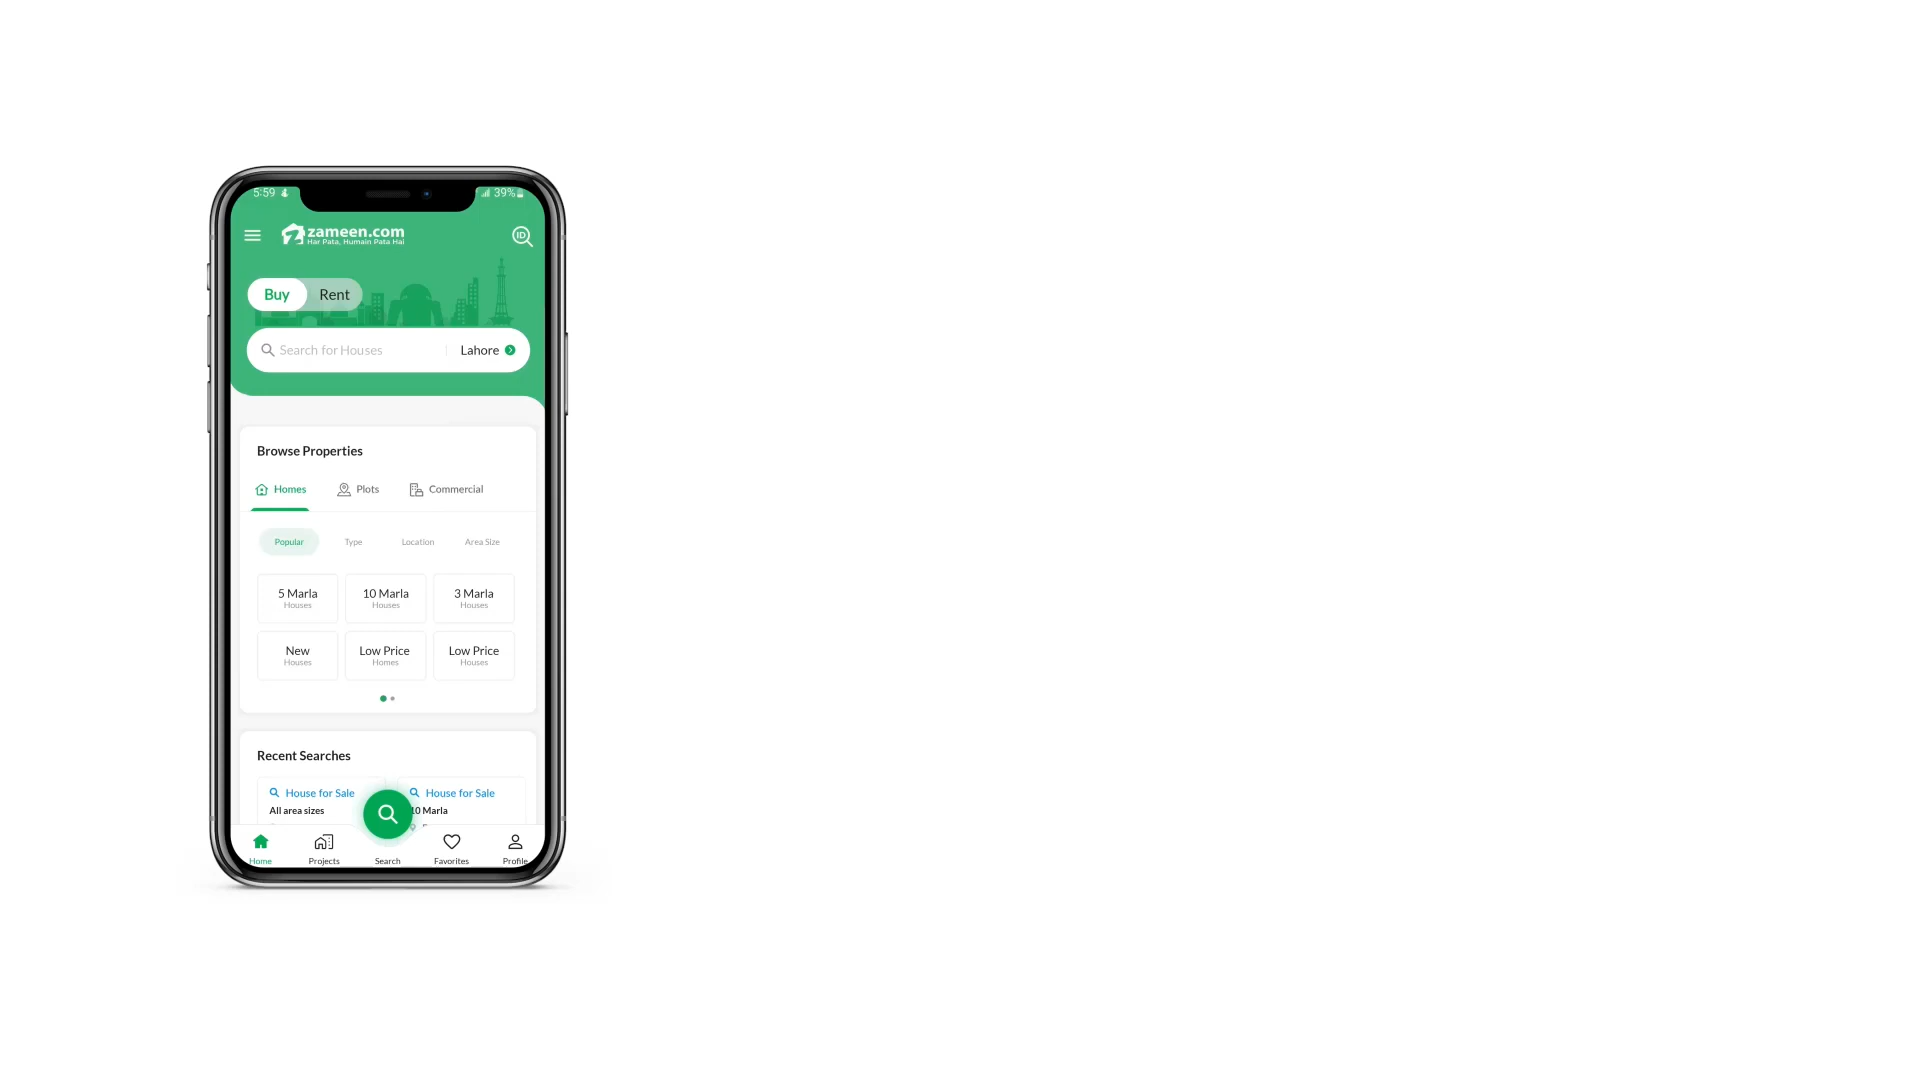 5:59
39%
zameen.com
Har Pata, Humain Pata Hai
ID
Buy
Rent
Search for Houses
Lahore
Browse Properties
Homes
Plots
Commercial
Popular
Type
Location
Area Size
5 Marla
Houses
10 Marla
Houses
3 Marla
Houses
New
Houses
Low Price
Homes
Low Price
Houses
Recent Searches
House for Sale
All area sizes
House for Sale
10 Marla
Home
Projects
Search
Favorites
Profile